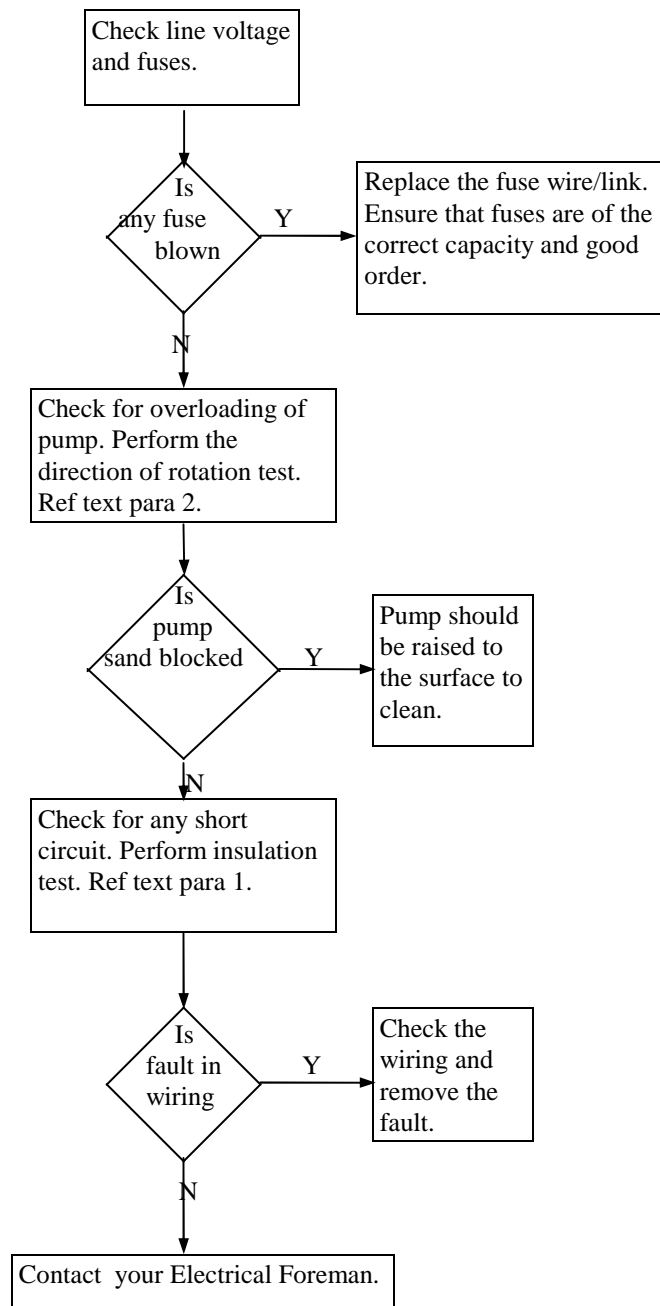 Check line voltage
and fuses.
Is
any fuse
blown
Y
Replace the fuse wire/link.
Ensure that fuses are of the
correct capacity and good
order.
N
Check for overloading of
pump. Perform the
direction of rotation test.
Ref text para 2.
Is
pump
sand blocked
Y
Pump should
be raised to
the surface to
clean.
N
Check for any short
circuit. Perform insulation
test. Ref text para 1.
Is
fault in
wiring
Y
Check the
wiring and
remove the
fault.
N
Contact your Electrical Foreman.